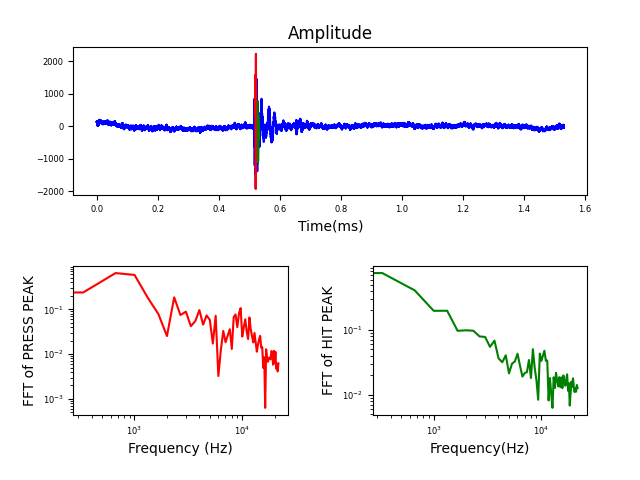 Amplitude
2000
1000
0
−1000
−2000
0.0 0.2 0.4 0.6 0.8 1.0 1.2 1.4 1.6
Time(ms)
FFT of PRESS PEAK
10⁻¹
10⁻²
10⁻³
10³ 10⁴
Frequency (Hz)
FFT of HIT PEAK
10⁻¹
10⁻²
10³ 10⁴
Frequency(Hz)